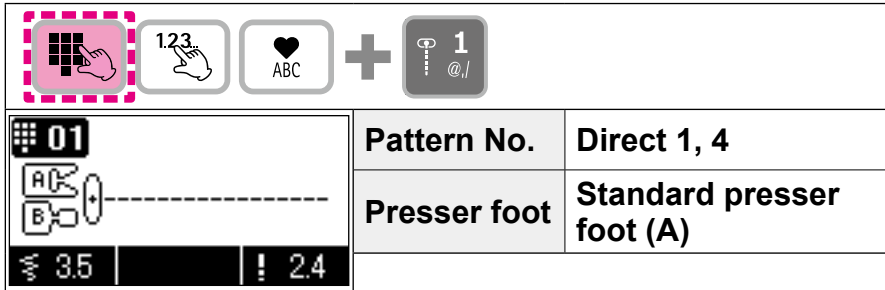 1.2.3... ABC 1 @,/
01
Pattern No. Direct 1, 4
A
B
Presser foot Standard presser
foot (A)
3.5 2.4